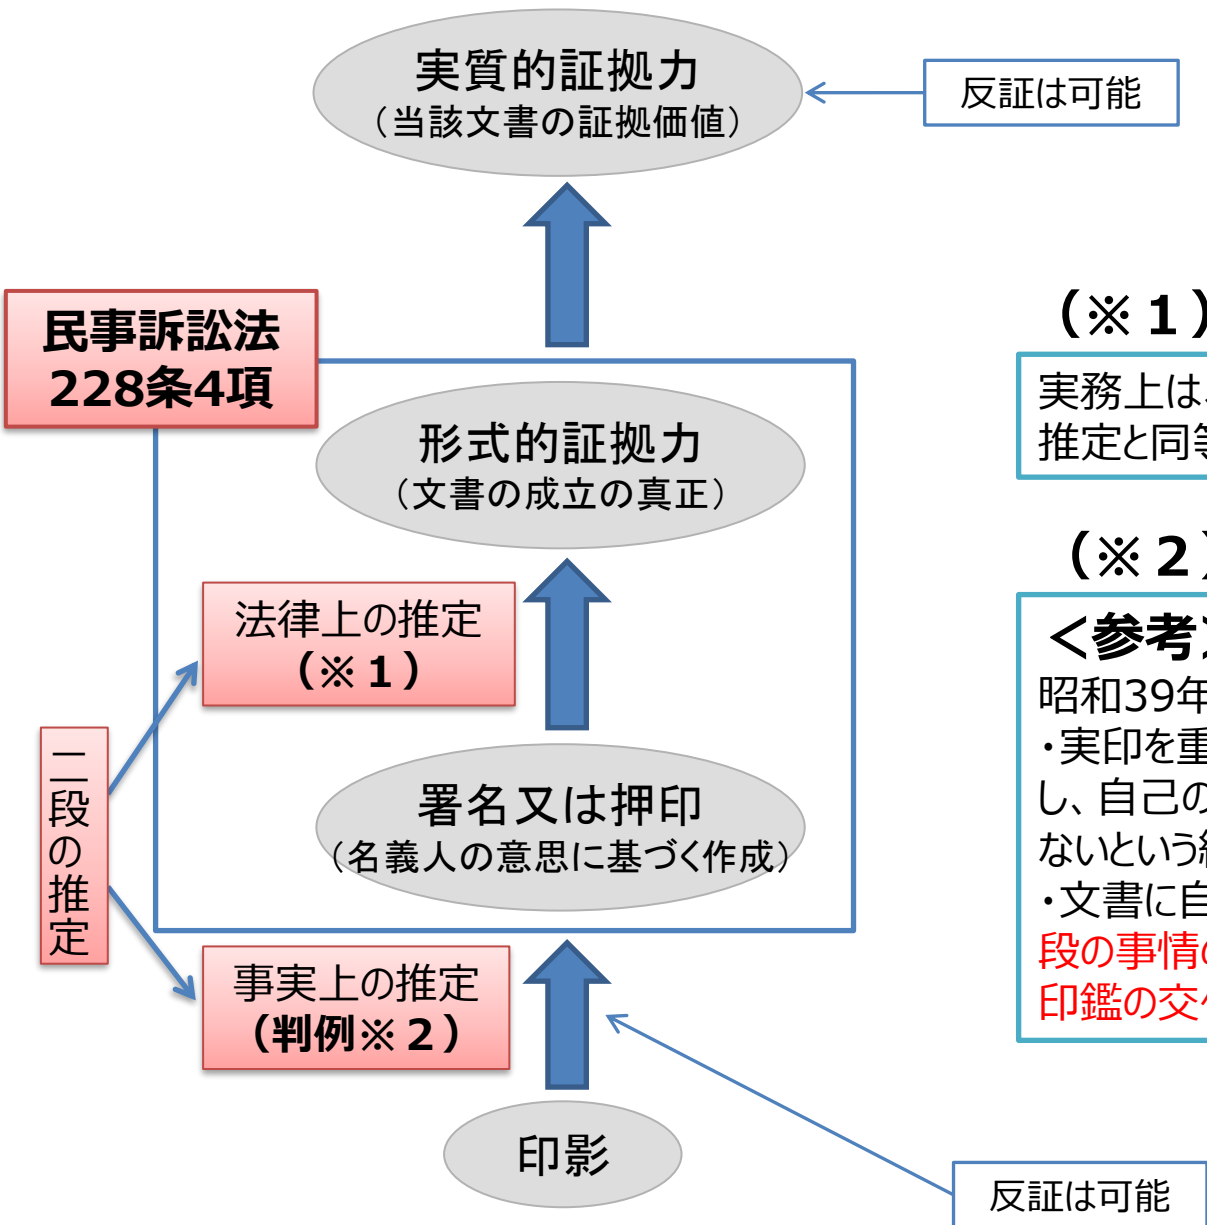 実質的証拠力
（当該文書の証拠価値）
反証は可能
民事訴訟法
228条4項
形式的証拠力
（文書の成立の真正）
法律上の推定
（※１）
二段の推定
署名又は押印
（名義人の意思に基づく作成）
事実上の推定
（判例※２）
印影
反証は可能
（※１）
実務上は
推定と同等
（※２）
＜参考＞
昭和39年
・実印を重
し、自己の
ないという
・文書に自
段の事情の
印鑑の交付